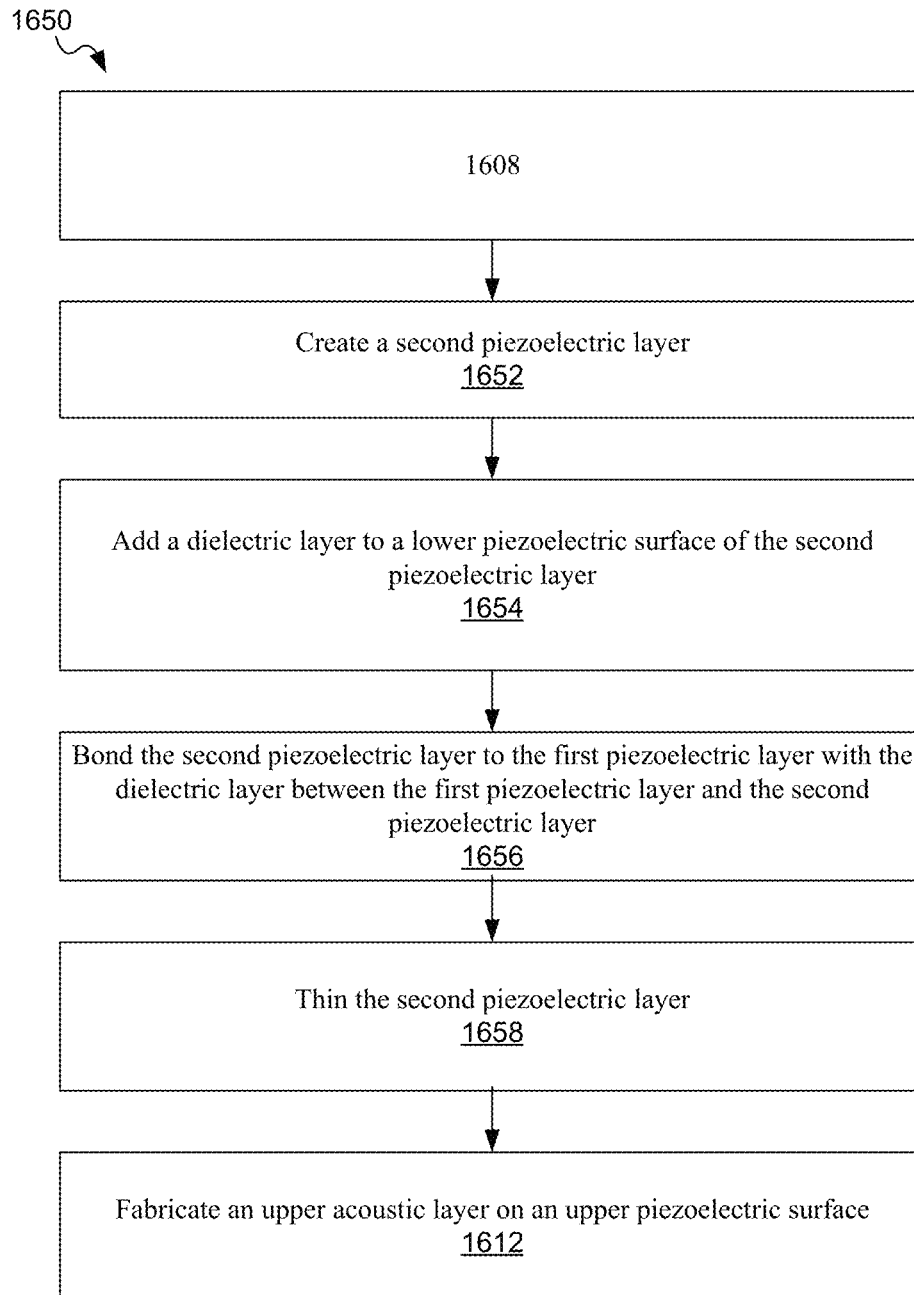 1650
1608
Create a second piezoelectric layer
1652
Add a dielectric layer to a lower piezoelectric surface of the second
piezoelectric layer
1654
Bond the second piezoelectric layer to the first piezoelectric layer with the
dielectric layer between the first piezoelectric layer and the second
piezoelectric layer
1656
Thin the second piezoelectric layer
1658
Fabricate an upper acoustic layer on an upper piezoelectric surface
1612